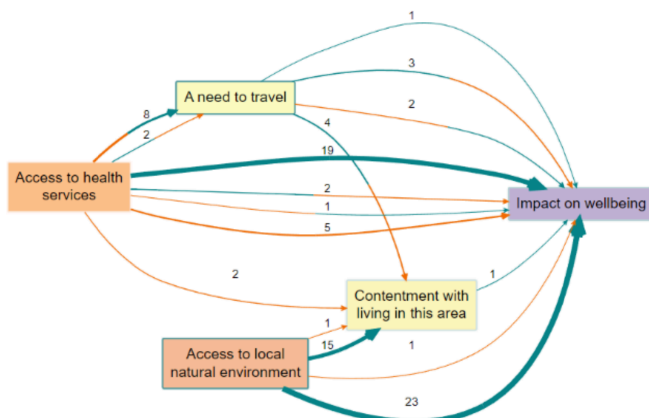 1
3
A need to travel
2
8
4
2
19
Access to health
services
2
Impact on wellbeing
1
5
2
1
Contentment with
living in this area
1
15
1
Access to local
natural environment
23